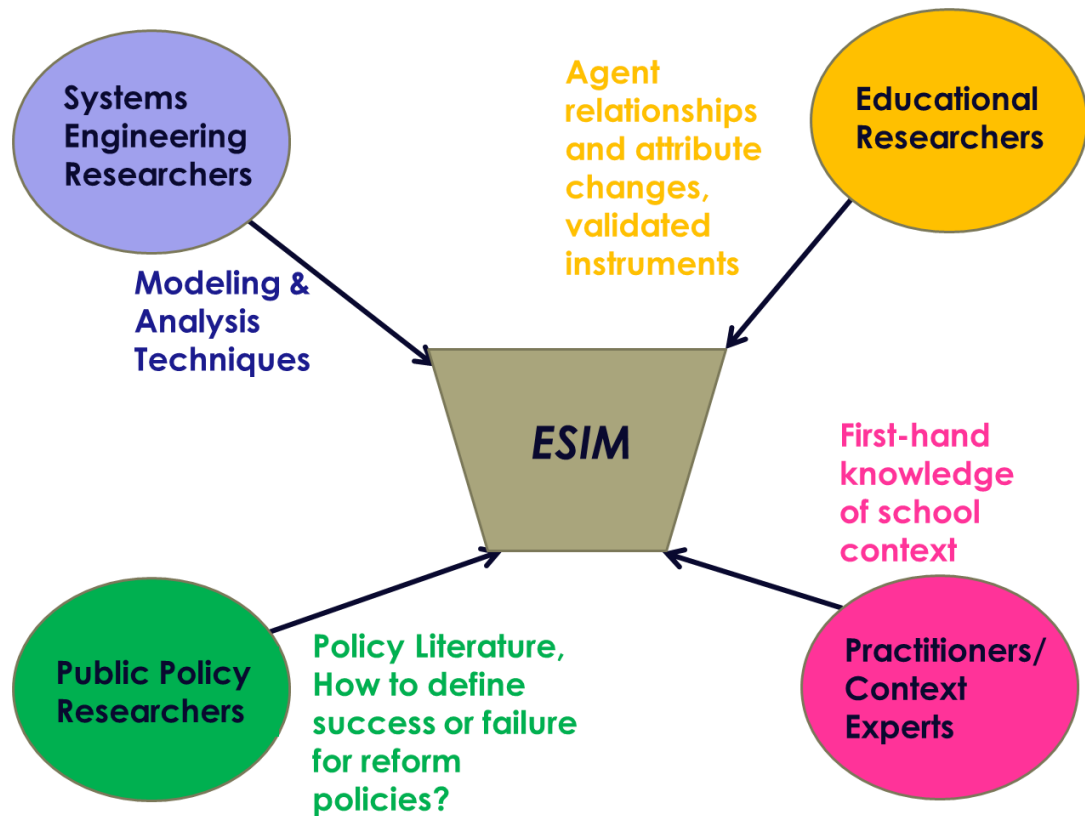 Systems
Engineering
Researchers
Modeling &
Analysis
Techniques
Agent
relationships
and attribute
changes,
validated
instruments
Educational
Researchers
ESIM
First-hand
knowledge
of school
context
Public Policy
Researchers
Policy Literature,
How to define
success or failure
for reform
policies?
Practitioners/
Context
Experts